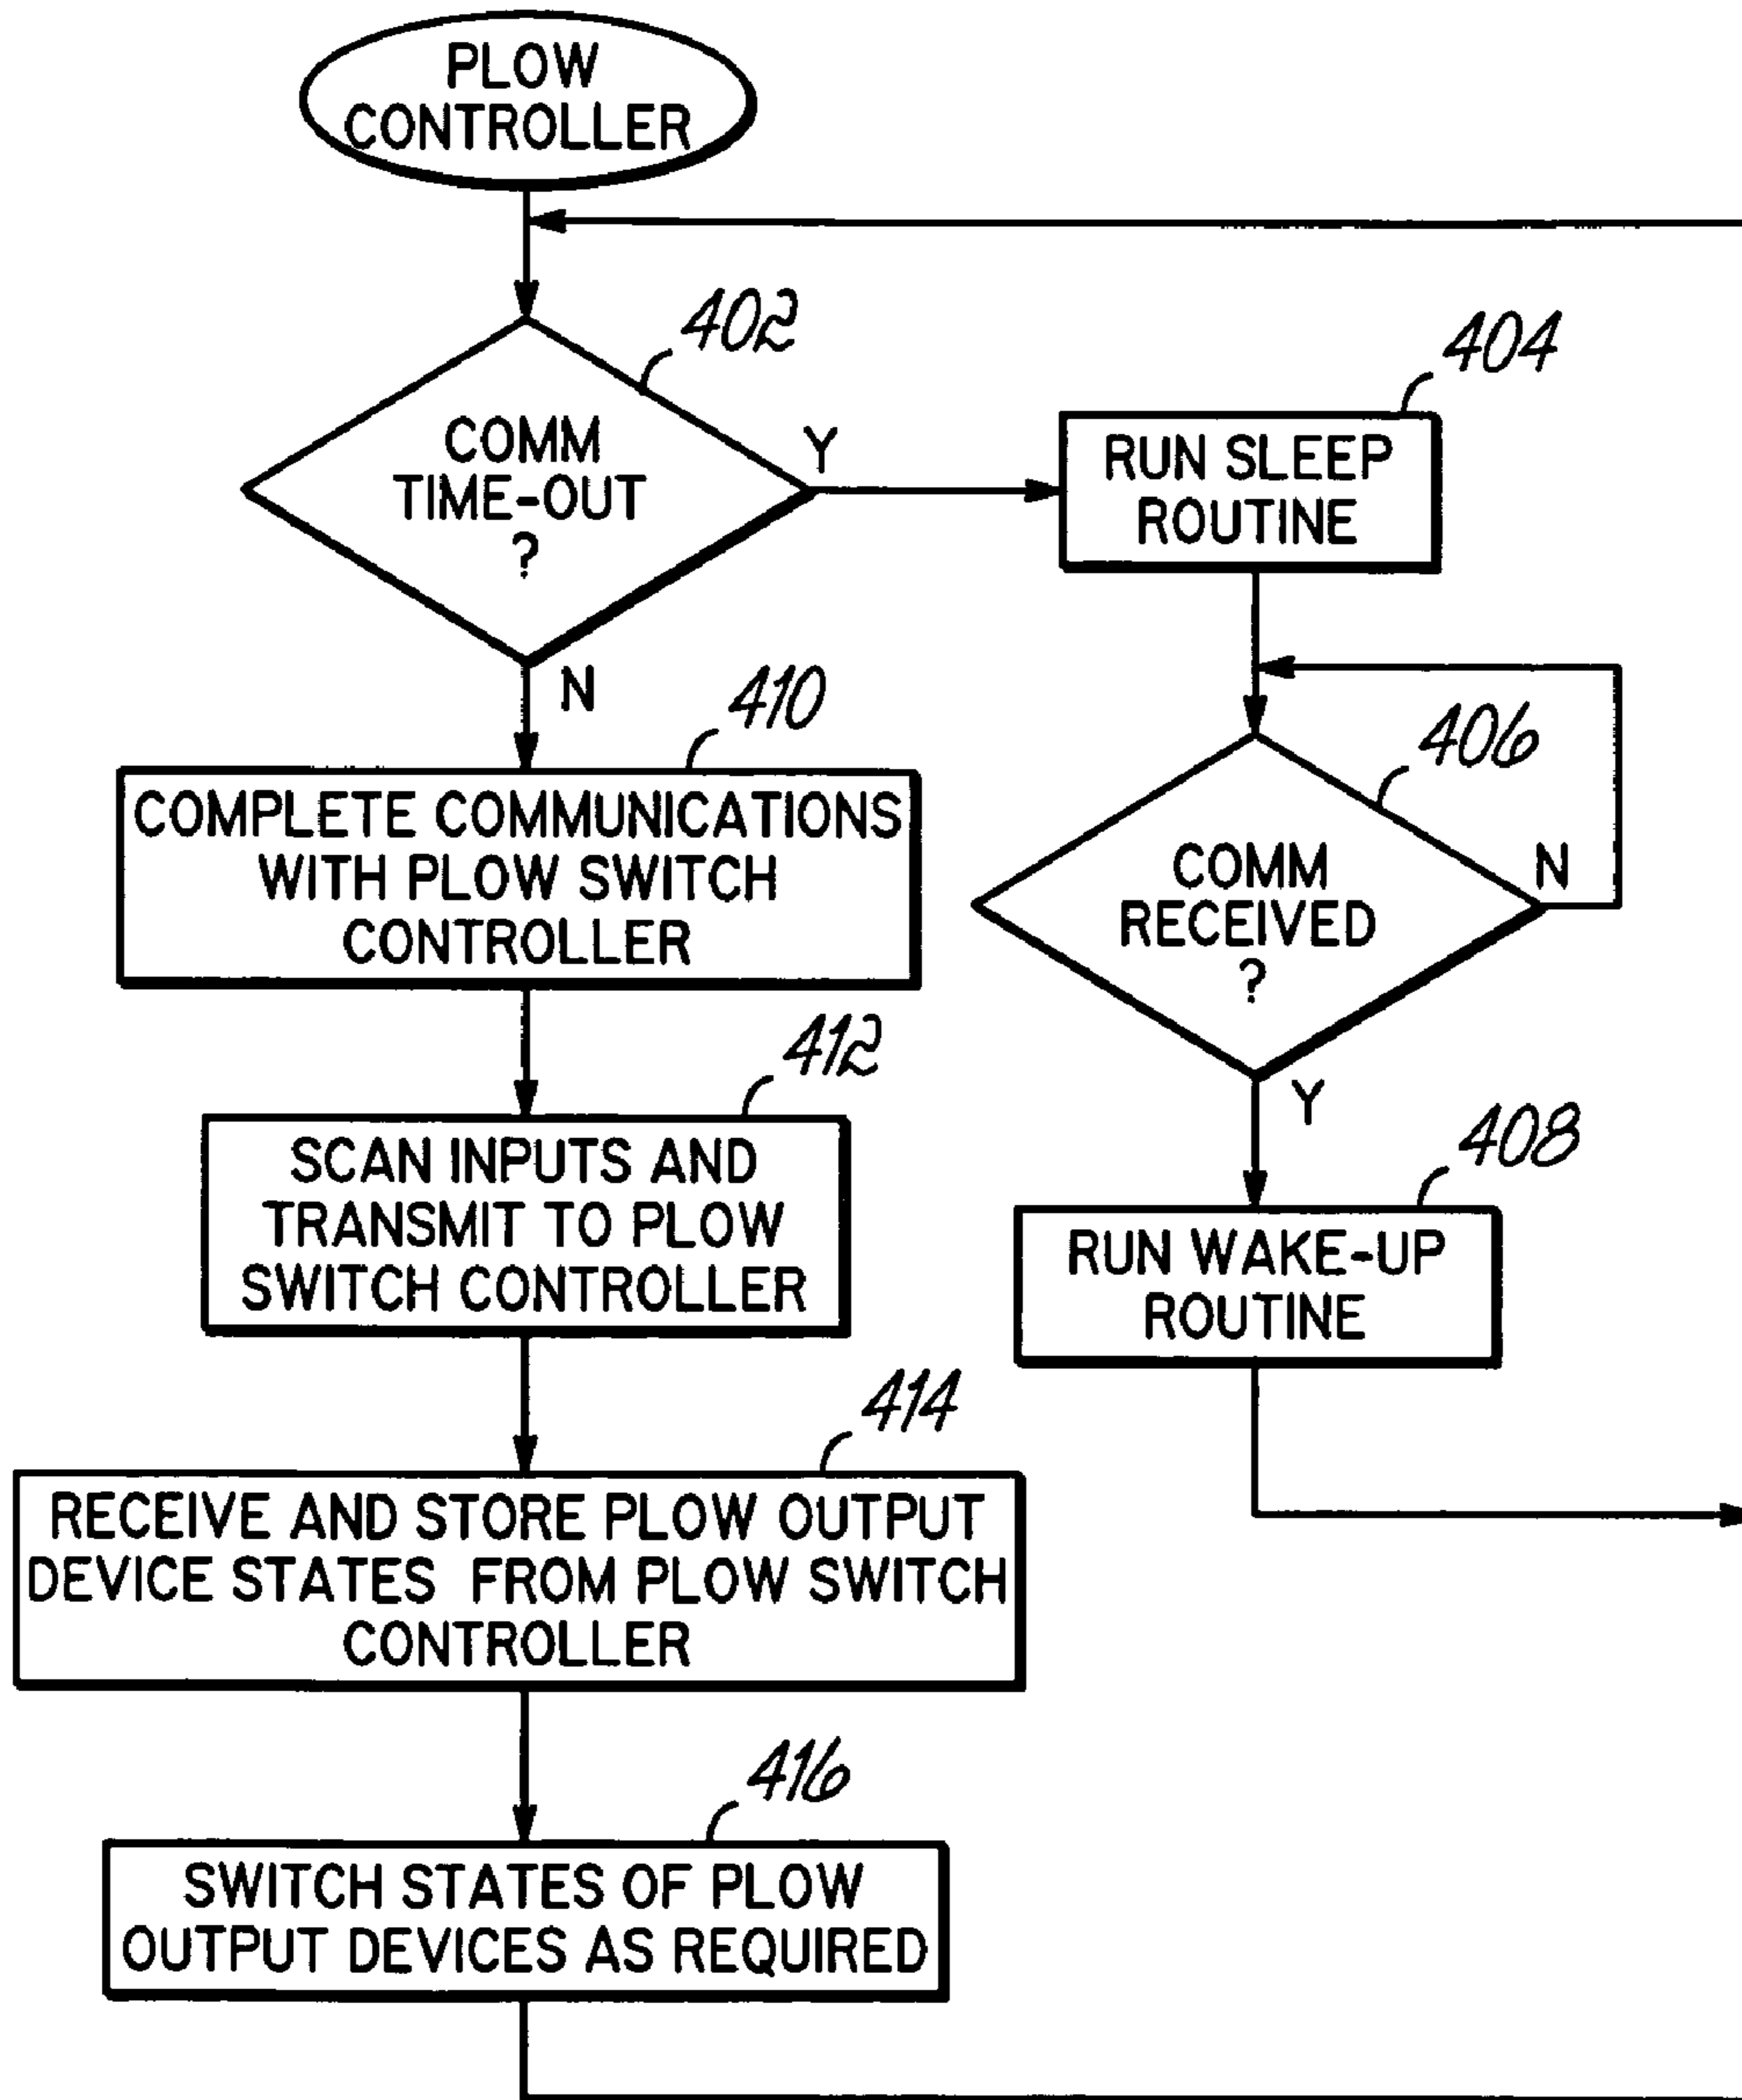 PLOW
CONTROLLER
402
COMM
TIME-OUT
?
Y
N
404
RUN SLEEP
ROUTINE
406
COMM
RECEIVED
?
N
Y
408
RUN WAKE-UP
ROUTINE
410
COMPLETE COMMUNICATIONS
WITH PLOW SWITCH
CONTROLLER
412
SCAN INPUTS AND
TRANSMIT TO PLOW
SWITCH CONTROLLER
414
RECEIVE AND STORE PLOW OUTPUT
DEVICE STATES FROM PLOW SWITCH
CONTROLLER
416
SWITCH STATES OF PLOW
OUTPUT DEVICES AS REQUIRED